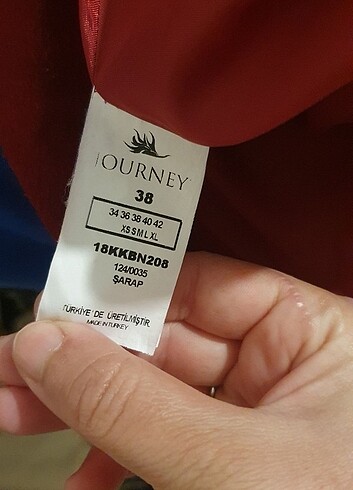 JOURNEY
38
34 36 38 40 42
XS S M L XL
18KKBN208
124/0035
ŞARAP
TÜRKİYE'DE ÜRETİLMİŞTİR
MADE IN TURKEY